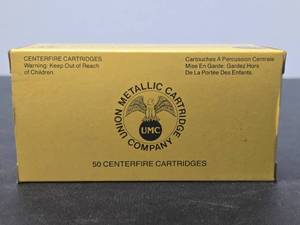 CENTERFIRE CARTRIDGES
Warning: Keep Out of Reach
of Children.
Cartouches A Percussion Centrale
Mise En Garde: Gardez Hors
De La Portée Des Enfants.
UNION METALLIC CARTRIDGE
COMPANY
UMC
50 CENTERFIRE CARTRIDGES